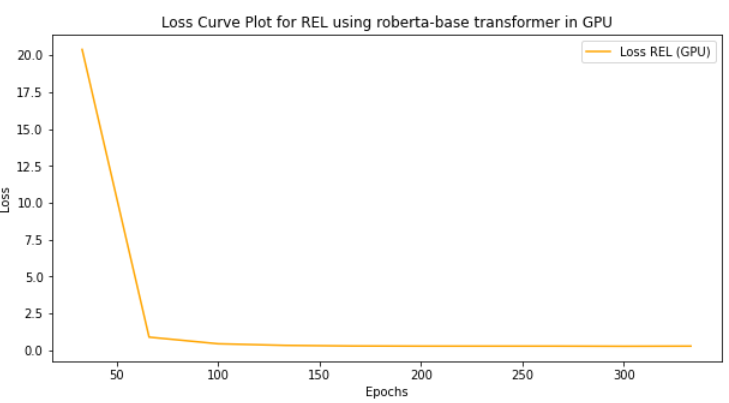 Loss Curve Plot for REL using roberta-base transformer in GPU
Loss REL (GPU)
20.0
17.5
15.0
12.5
10.0
7.5
5.0
2.5
0.0
Loss
50 100 150 200 250 300
Epochs